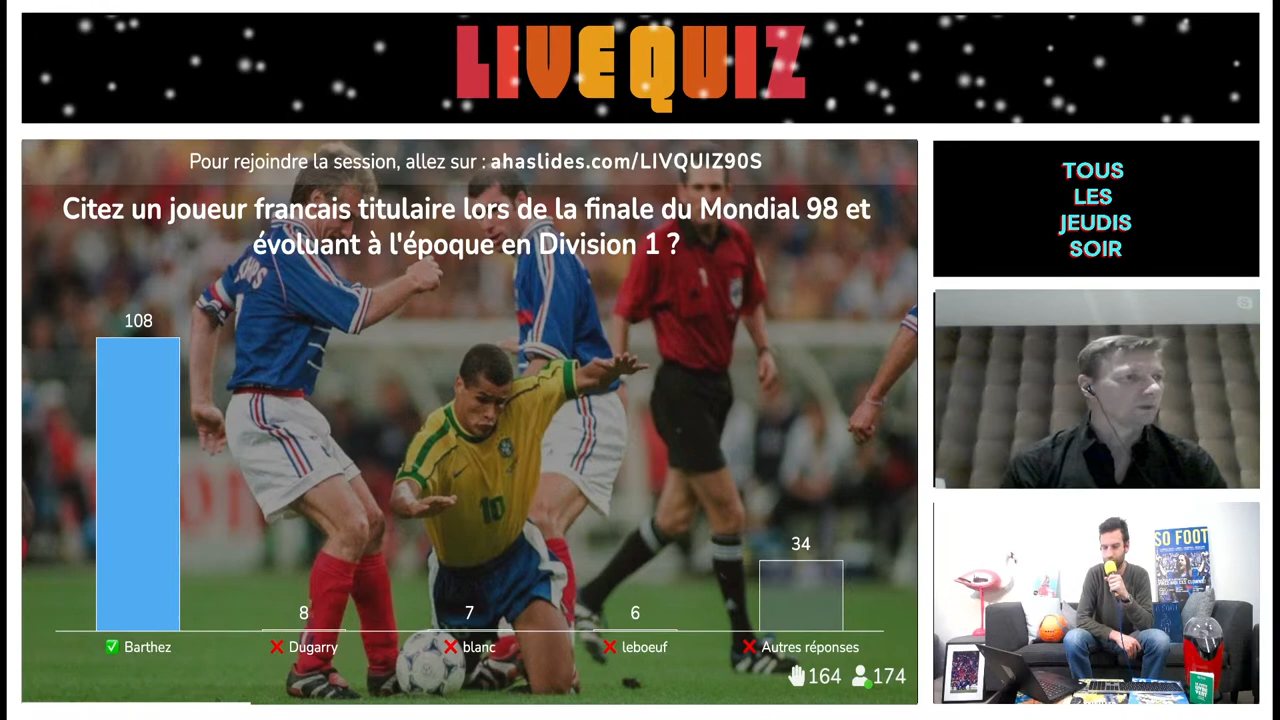 LIVE QUIZ
Pour rejoindre la session, allez sur : ahaslides.com/LIVQUIZ90S
Citez un joueur francais titulaire lors de la finale du Mondial 98 et
évoluant à l'époque en Division 1 ?
108
8
7
6
34
✅ Barthez
❌ Dugarry
❌ blanc
❌ leboeuf
❌ Autres réponses
164
174
10
TOUS
LES
JEUDIS
SOIR
SO FOOT